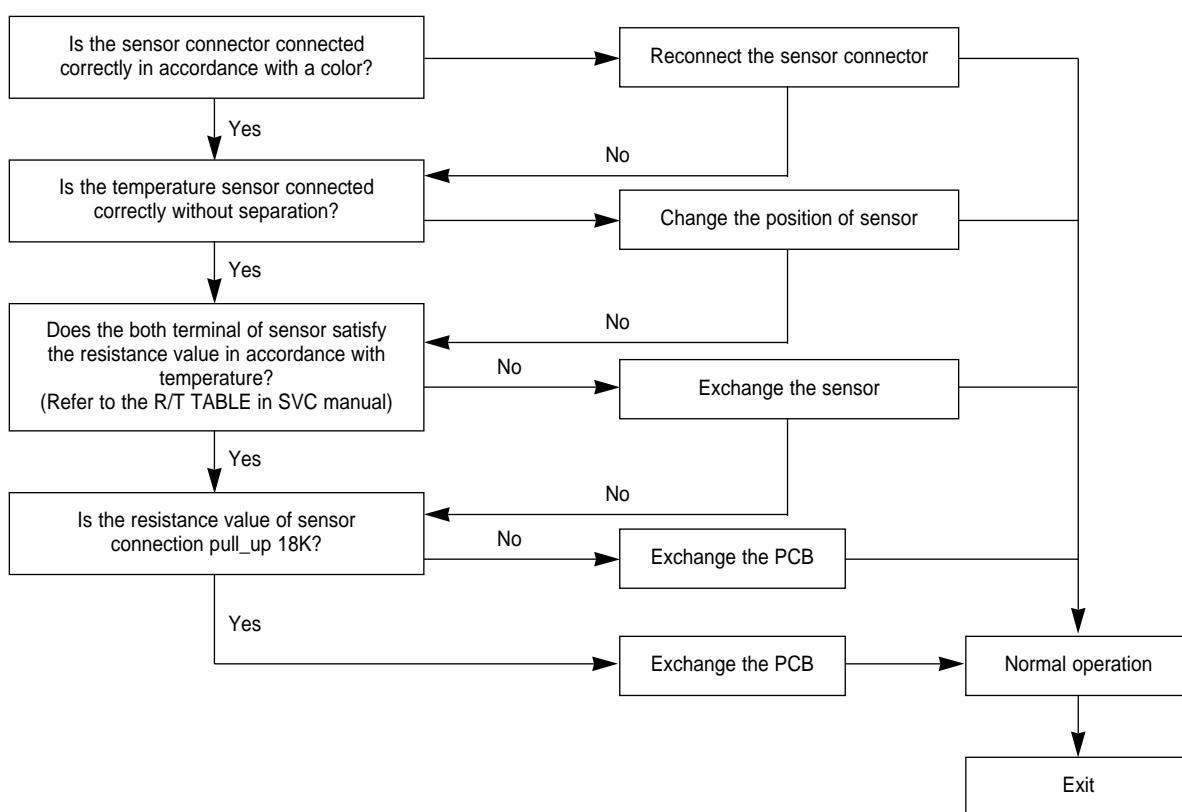 Is the sensor connector connected
correctly in accordance with a color?
Reconnect the sensor connector
Yes
No
Is the temperature sensor connected
correctly without separation?
Change the position of sensor
Yes
No
Does the both terminal of sensor satisfy
the resistance value in accordance with
temperature?
(Refer to the R/T TABLE in SVC manual)
No
Exchange the sensor
Yes
No
Is the resistance value of sensor
connection pull_up 18K?
No
Exchange the PCB
Yes
Exchange the PCB
Normal operation
Exit